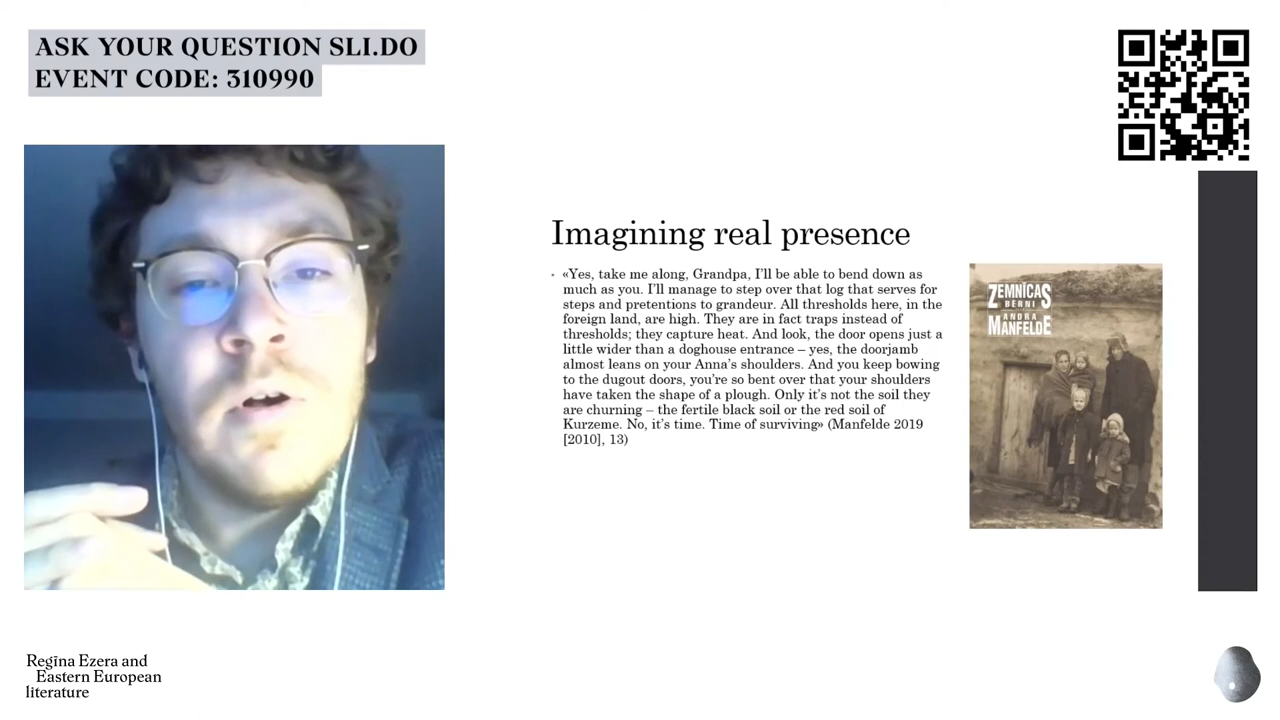 ASK YOUR QUESTION SLI.DO
EVENT CODE: 310990
Imagining real presence
«Yes, take me along, Grandpa, I'll be able to bend down as
much as you. I'll manage to step over that log that serves for
steps and pretentions to grandeur. All thresholds here, in the
foreign land, are high. They are in fact traps instead of
thresholds; they capture heat. And look, the door opens just a
little wider than a doghouse entrance – yes, the doorjamb
almost leans on your Anna's shoulders. And you keep bowing
to the dugout doors, you're so bent over that your shoulders
have taken the shape of a plough. Only it's not the soil they
are churning – the fertile black soil or the red soil of
Kurzeme. No, it's time. Time of surviving» (Manfelde 2019
[2010], 13)
ZEMNĪCAS
BĒRNI
ANDRA
MANFELDE
Regīna Ezera and
Eastern European
literature